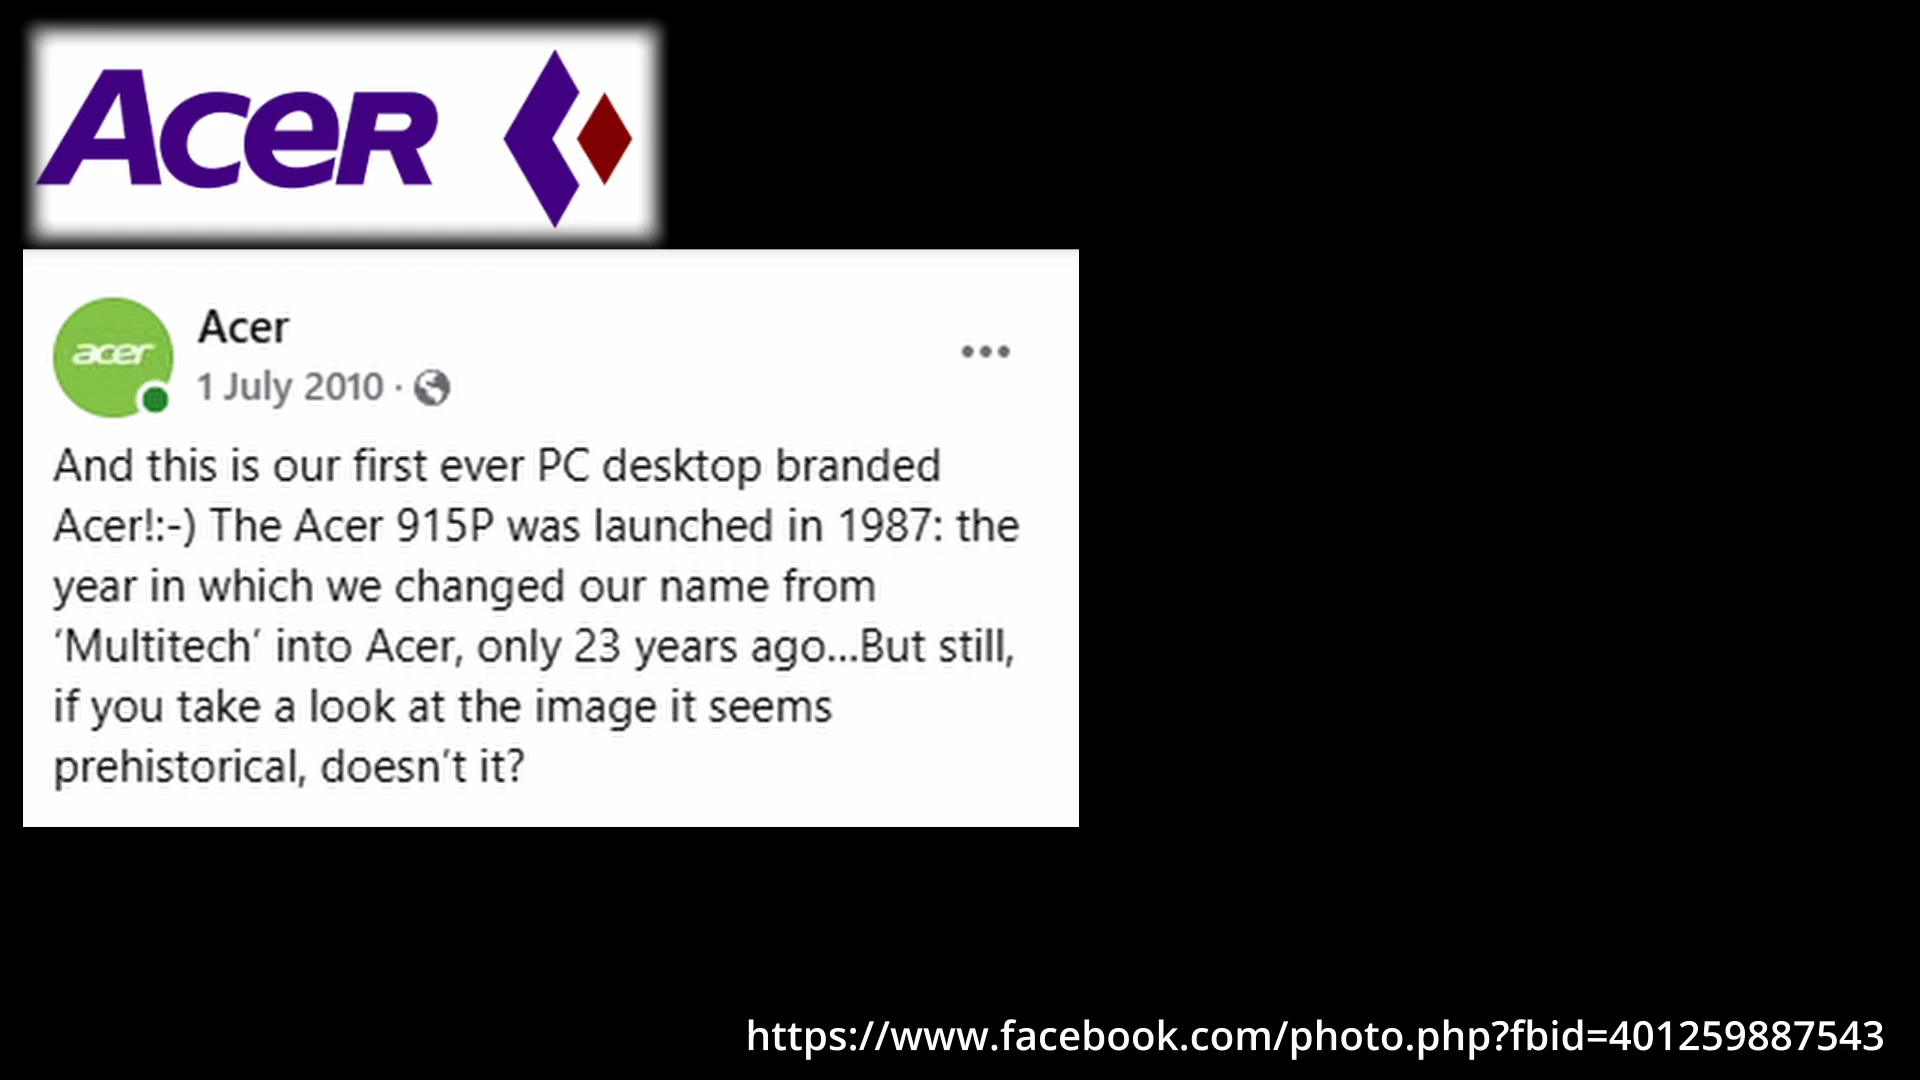 Acer
acer
Acer
1 July 2010 ·
And this is our first ever PC desktop branded
Acer!:-) The Acer 915P was launched in 1987: the
year in which we changed our name from
‘Multitech’ into Acer, only 23 years ago...But still,
if you take a look at the image it seems
prehistorical, doesn’t it?
https://www.facebook.com/photo.php?fbid=401259887543